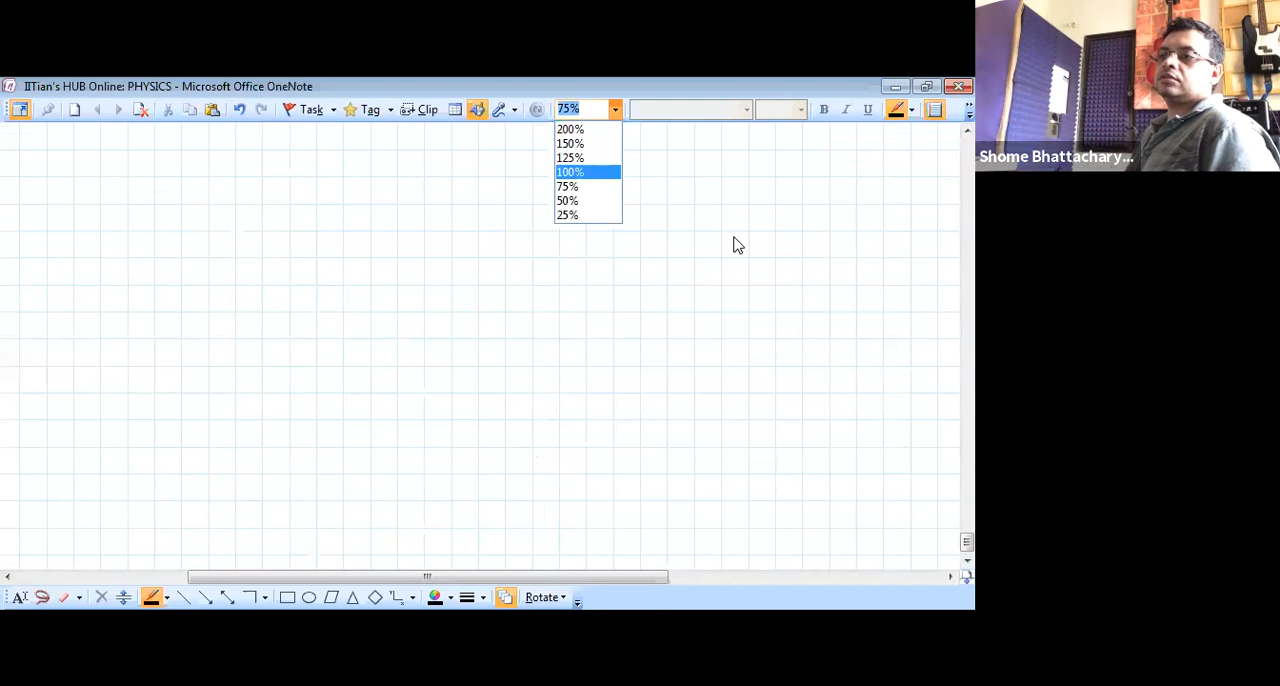 IITian's HUB Online: PHYSICS - Microsoft Office OneNote
Task Tag Clip 75% B I U
200%
150%
125%
100%
75%
50%
25%
Shome Bhattachary...
A Rotate